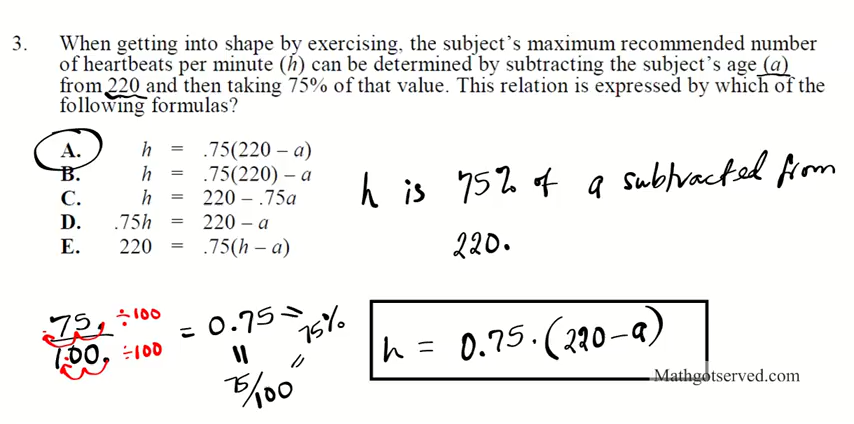 3. When getting into shape by exercising, the subject's maximum recommended number
of heartbeats per minute (h) can be determined by subtracting the subject's age (a)
from 220 and then taking 75% of that value. This relation is expressed by which of the
following formulas?
A. h = .75(220 – a)
B. h = .75(220) – a
C. h = 220 – .75a
D. .75h = 220 – a
E. 220 = .75(h – a)
h is 75% of a subtracted from
220.
75. ÷100
100. ÷100
= 0.75 = 75%
=
75/100 =
h = 0.75·(220-a)
Mathgotserved.com